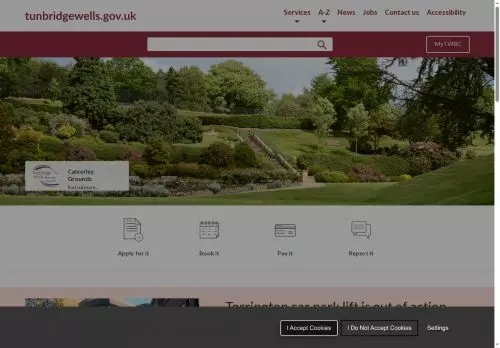 tunbridgewells.gov.uk
Services A-Z News Jobs Contact us Accessibility
My TWBC
Calverley
Grounds
find out more...
Apply for it Book it Pay it Report it
Torrington car park lift is out of action
I Accept Cookies I Do Not Accept Cookies Settings